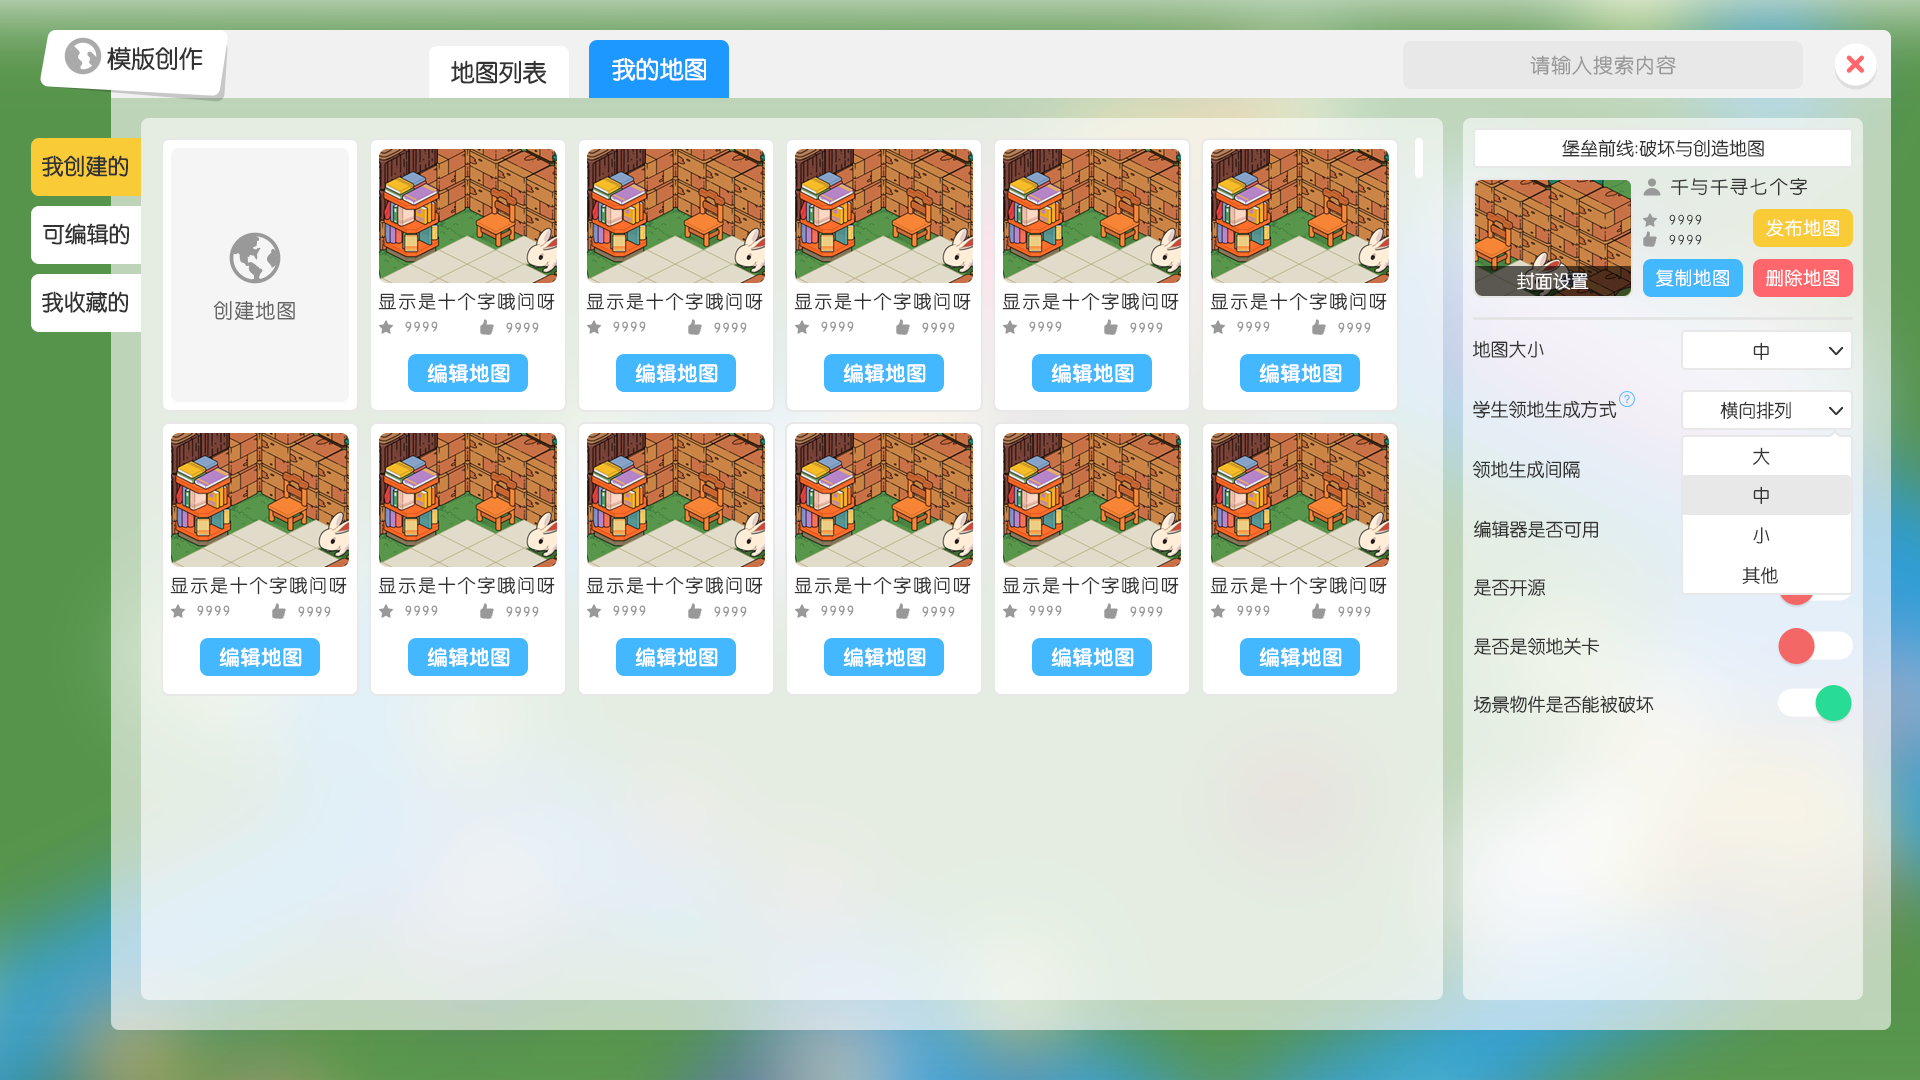 模版创作
地图列表
我的地图
请输入搜索内容
我创建的
可编辑的
我收藏的
创建地图
显示是十个字哦问呀
9999 9999
编辑地图
显示是十个字哦问呀
9999 9999
编辑地图
显示是十个字哦问呀
9999 9999
编辑地图
显示是十个字哦问呀
9999 9999
编辑地图
显示是十个字哦问呀
9999 9999
编辑地图
显示是十个字哦问呀
9999 9999
编辑地图
显示是十个字哦问呀
9999 9999
编辑地图
显示是十个字哦问呀
9999 9999
编辑地图
显示是十个字哦问呀
9999 9999
编辑地图
显示是十个字哦问呀
9999 9999
编辑地图
显示是十个字哦问呀
9999 9999
编辑地图
堡垒前线:破坏与创造地图
封面设置
千与千寻七个字
9999
9999
发布地图
复制地图
删除地图
地图大小
中
学生领地生成方式
?
横向排列
大
中
小
其他
领地生成间隔
编辑器是否可用
是否开源
是否是领地关卡
场景物件是否能被破坏